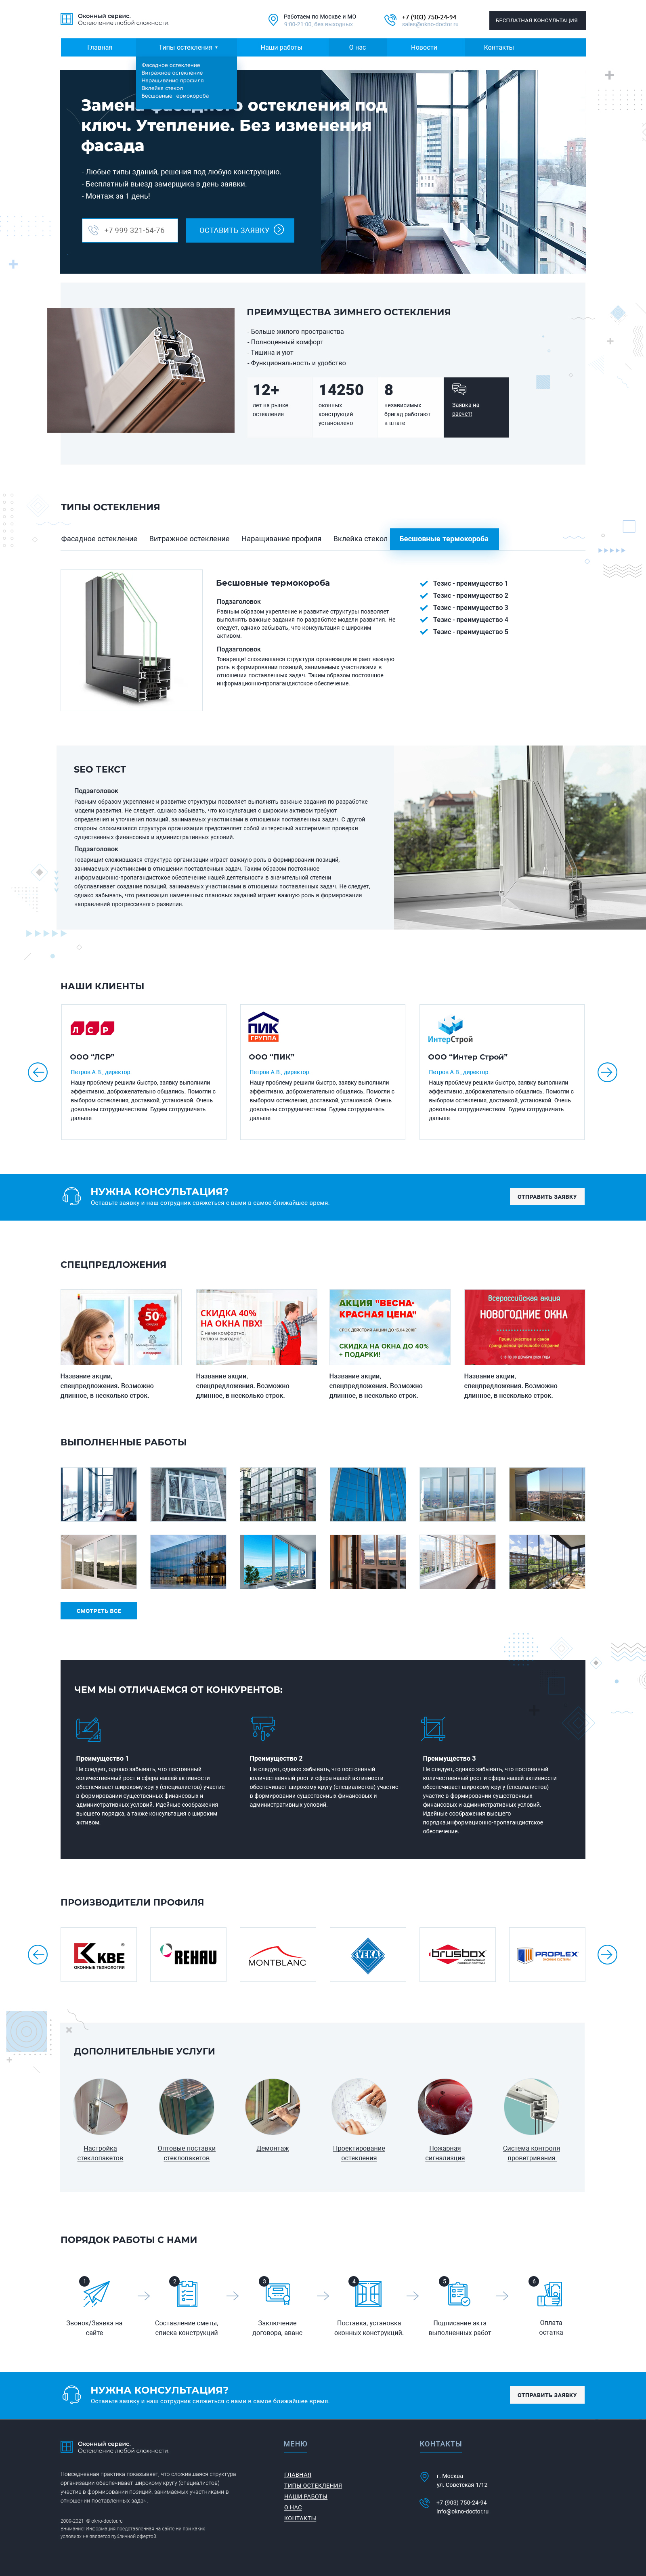 Оконный сервис.
Остекление любой сложности.
Работаем по Москве и МО
9:00-21:00, без выходных
+7 (903) 750-24-94
sales@okno-doctor.ru
БЕСПЛАТНАЯ КОНСУЛЬТАЦИЯ
Главная
Типы остекления
Наши работы
О нас
Новости
Контакты
Фасадное остекление
Витражное остекление
Наращивание профиля
Вклейка стекол
Бесшовные термокороба
Замена фасадного остекления под
ключ. Утепление. Без изменения
фасада
- Любые типы зданий, решения под любую конструкцию.
- Бесплатный выезд замерщика в день заявки.
- Монтаж за 1 день!
+7 999 321-54-76
ОСТАВИТЬ ЗАЯВКУ
ПРЕИМУЩЕСТВА ЗИМНЕГО ОСТЕКЛЕНИЯ
- Больше жилого пространства
- Полноценный комфорт
- Тишина и уют
- Функциональность и удобство
12+
лет на рынке
остекления
14250
оконных
конструкций
установлено
8
независимых
бригад работают
в штате
Заявка на
расчет!
ТИПЫ ОСТЕКЛЕНИЯ
Фасадное остекление
Витражное остекление
Наращивание профиля
Вклейка стекол
Бесшовные термокороба
Бесшовные термокороба
Подзаголовок
Равным образом укрепление и развитие структуры позволяет
выполнять важные задания по разработке модели развития. Не
следует, однако забывать, что консультация с широким
активом.
Подзаголовок
Товарищи! сложившаяся структура организации играет важную
роль в формировании позиций, занимаемых участниками в
отношении поставленных задач. Таким образом постоянное
информационно-пропагандистское обеспечение.
Тезис - преимущество 1
Тезис - преимущество 2
Тезис - преимущество 3
Тезис - преимущество 4
Тезис - преимущество 5
SEO ТЕКСТ
Подзаголовок
Равным образом укрепление и развитие структуры позволяет выполнять важные задания по разработке
модели развития. Не следует, однако забывать, что консультация с широким активом требуют
определения и уточнения позиций, занимаемых участниками в отношении поставленных задач. С другой
стороны сложившаяся структура организации представляет собой интересный эксперимент проверки
существенных финансовых и административных условий.
Подзаголовок
Товарищи! сложившаяся структура организации играет важную роль в формировании позиций,
занимаемых участниками в отношении поставленных задач. Таким образом постоянное
информационно-пропагандистское обеспечение нашей деятельности в значительной степени
обуславливает создание позиций, занимаемых участниками в отношении поставленных задач. Не следует,
однако забывать, что реализация намеченных плановых заданий играет важную роль в формировании
направлений прогрессивного развития.
НАШИ КЛИЕНТЫ
ЛСР
ООО “ЛСР”
Петров А.В., директор.
Нашу проблему решили быстро, заявку выполнили
эффективно, доброжелательно общались. Помогли с
выбором остекления, доставкой, установкой. Очень
довольны сотрудничеством. Будем сотрудничать
дальше.
ПИК
ГРУППА
ООО “ПИК”
Петров А.В., директор.
Нашу проблему решили быстро, заявку выполнили
эффективно, доброжелательно общались. Помогли с
выбором остекления, доставкой, установкой. Очень
довольны сотрудничеством. Будем сотрудничать
дальше.
ИнтерСтрой
ООО “Интер Строй”
Петров А.В., директор.
Нашу проблему решили быстро, заявку выполнили
эффективно, доброжелательно общались. Помогли с
выбором остекления, доставкой, установкой. Очень
довольны сотрудничеством. Будем сотрудничать
дальше.
НУЖНА КОНСУЛЬТАЦИЯ?
Оставьте заявку и наш сотрудник свяжеться с вами в самое ближайшее время.
ОТПРАВИТЬ ЗАЯВКУ
СПЕЦПРЕДЛОЖЕНИЯ
50
СКИДКА 40%
НА ОКНА ПВХ!
С нами комфортно,
тепло и выгодно!
АКЦИЯ "ВЕСНА-
КРАСНАЯ ЦЕНА"
СКИДКА НА ОКНА ДО 40%
+ ПОДАРКИ!
Всероссийская акция
НОВОГОДНИЕ ОКНА
Название акции,
спецпредложения. Возможно
длинное, в несколько строк.
Название акции,
спецпредложения. Возможно
длинное, в несколько строк.
Название акции,
спецпредложения. Возможно
длинное, в несколько строк.
Название акции,
спецпредложения. Возможно
длинное, в несколько строк.
ВЫПОЛНЕННЫЕ РАБОТЫ
СМОТРЕТЬ ВСЕ
ЧЕМ МЫ ОТЛИЧАЕМСЯ ОТ КОНКУРЕНТОВ:
Преимущество 1
Не следует, однако забывать, что постоянный
количественный рост и сфера нашей активности
обеспечивает широкому кругу (специалистов) участие
в формировании существенных финансовых и
административных условий. Идейные соображения
высшего порядка, а также консультация с широким
активом.
Преимущество 2
Не следует, однако забывать, что постоянный
количественный рост и сфера нашей активности
обеспечивает широкому кругу (специалистов) участие
в формировании существенных финансовых и
административных условий.
Преимущество 3
Не следует, однако забывать, что постоянный
количественный рост и сфера нашей активности
обеспечивает широкому кругу (специалистов)
участие в формировании существенных
финансовых и административных условий.
Идейные соображения высшего
порядка.информационно-пропагандистское
обеспечение.
ПРОИЗВОДИТЕЛИ ПРОФИЛЯ
КВЕ
ОКОННЫЕ ТЕХНОЛОГИИ
REHAU
MONTBLANC
VEKA
brusbox
PROPLEX
ДОПОЛНИТЕЛЬНЫЕ УСЛУГИ
Настройка
стеклопакетов
Оптовые поставки
стеклопакетов
Демонтаж
Проектирование
остекления
Пожарная
сигнализция
Система контроля
проветривания
ПОРЯДОК РАБОТЫ С НАМИ
1
Звонок/Заявка на
сайте
2
Составление сметы,
списка конструкций
3
Заключение
договора, аванс
4
Поставка, установка
оконных конструкций.
5
Подписание акта
выполненных работ
6
Оплата
остатка
НУЖНА КОНСУЛЬТАЦИЯ?
Оставьте заявку и наш сотрудник свяжеться с вами в самое ближайшее время.
ОТПРАВИТЬ ЗАЯВКУ
Оконный сервис.
Остекление любой сложности.
Повседневная практика показывает, что сложившаяся структура
организации обеспечивает широкому кругу (специалистов)
участие в формировании позиций, занимаемых участниками в
отношении поставленных задач.
2009-2021 © okno-doctor.ru
Внимание! Информация представленная на сайте ни при каких
условиях не является публичной офертой.
МЕНЮ
ГЛАВНАЯ
ТИПЫ ОСТЕКЛЕНИЯ
НАШИ РАБОТЫ
О НАС
КОНТАКТЫ
КОНТАКТЫ
г. Москва
ул. Советская 1/12
+7 (903) 750-24-94
info@okno-doctor.ru